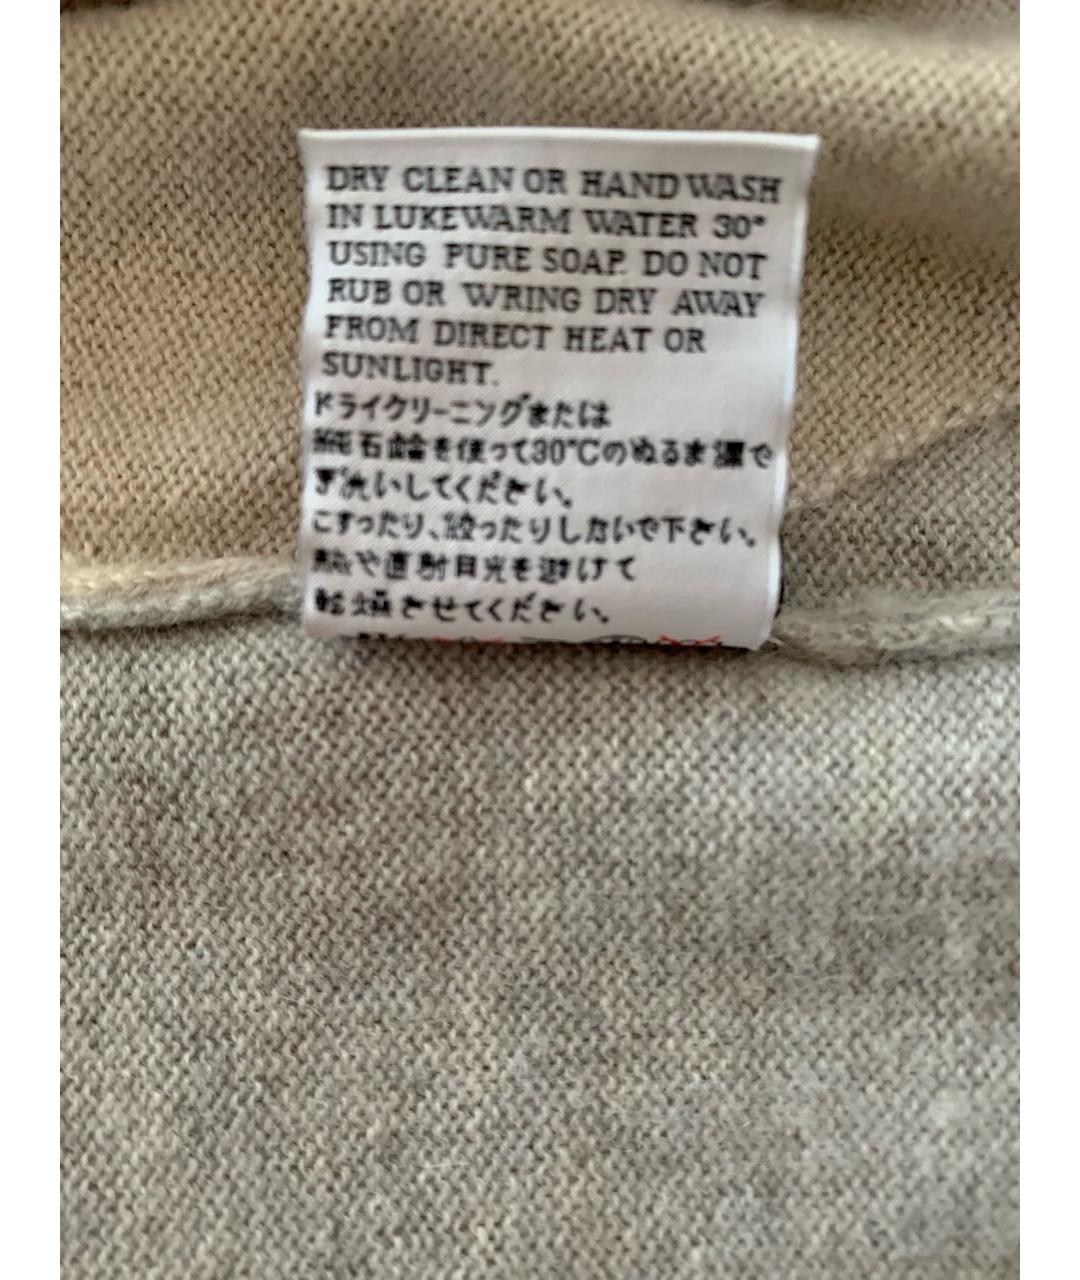 DRY CLEAN OR HAND WASH
IN LUKEWARM WATER 30°
USING PURE SOAP. DO NOT
RUB OR WRING DRY AWAY
FROM DIRECT HEAT OR
SUNLIGHT.
ドライクリーニングまたは
石鹸を使って30°Cのぬるま湯で
手洗いしてください。
こすったり、絞ったりしないで下さい。
熱や直射日光を避けて
乾燥させてください。